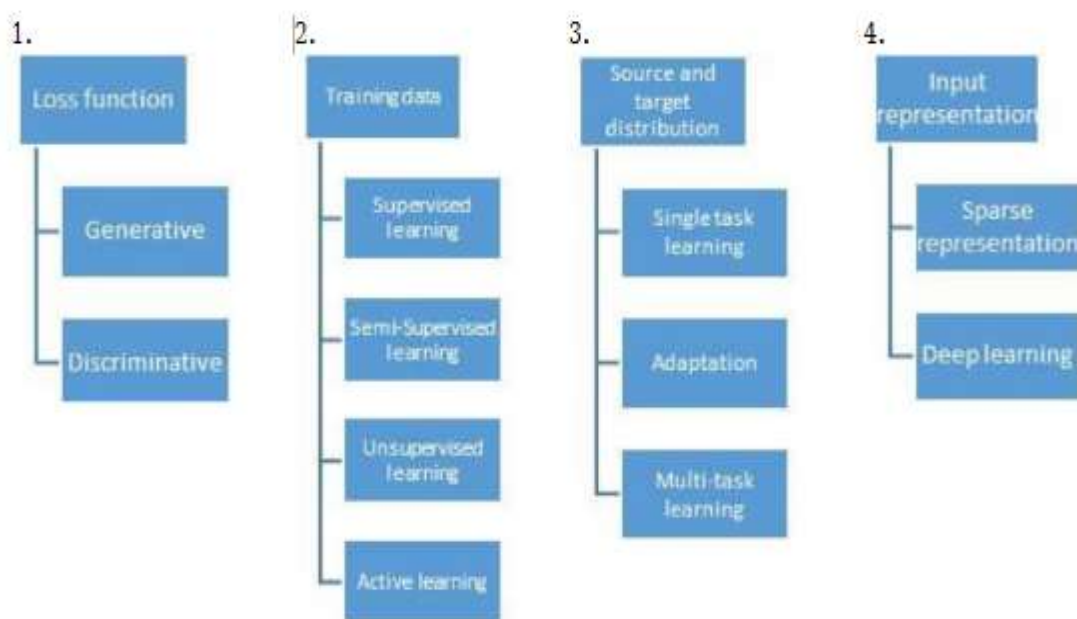 1.
Loss function
Generative
Discriminative
2.
Training data
Supervised
learning
Semi-Supervised
learning
Unsupervised
learning
Active learning
3.
Source and
target
distribution
Single task
learning
Adaptation
Multi-task
learning
4.
Input
representation
Sparse
representation
Deep learning